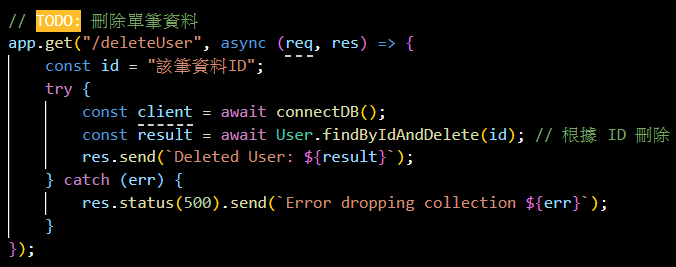 // TODO: 刪除單筆資料
app.get("/deleteUser", async (req, res) => {
    const id = "該筆資料ID";
    try {
        const client = await connectDB();
        const result = await User.findByIdAndDelete(id); // 根據 ID 刪除
        res.send(`Deleted User: ${result}`);
    } catch (err) {
        res.status(500).send(`Error dropping collection ${err}`);
    }
});